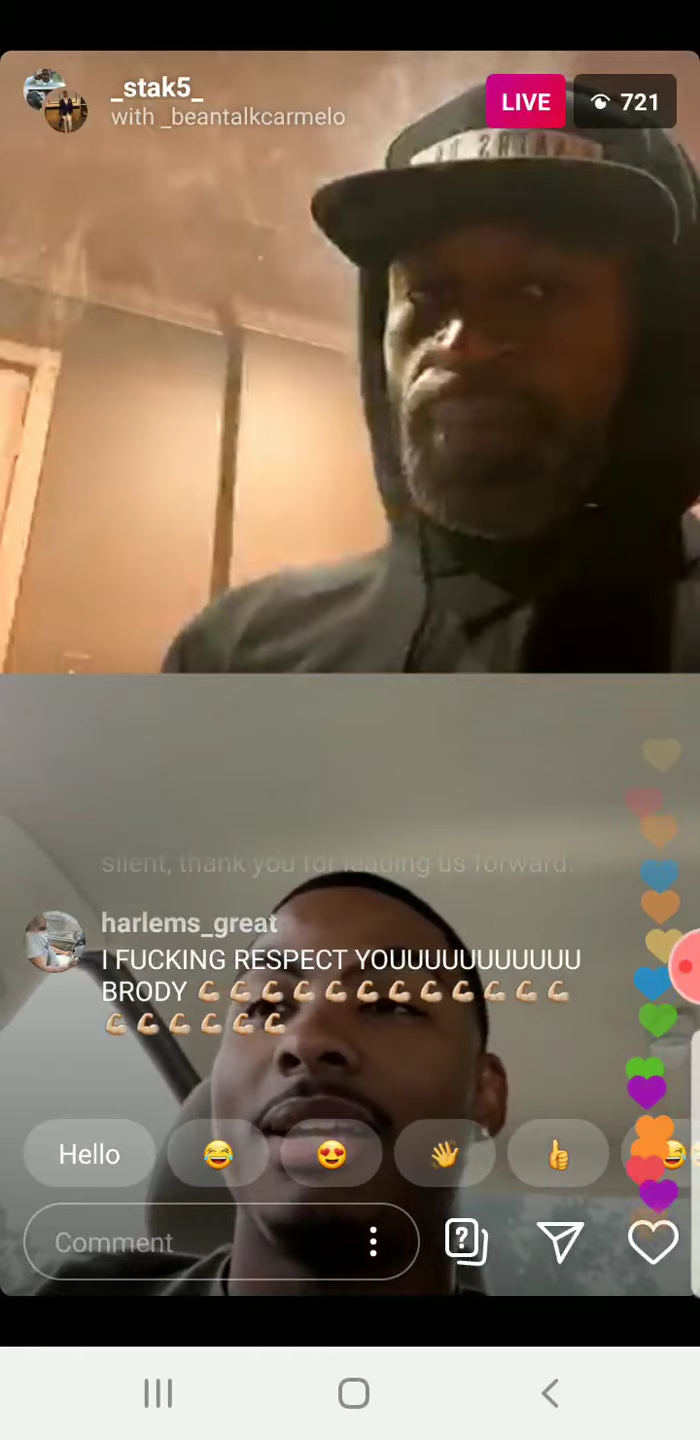 _stak5_
LIVE
721
with _beantalkcarmelo
silent, thank you for leading us forward.
harlems_great
I FUCKING RESPECT YOUUUUUUUUUUU
BRODY 💪🏼💪🏼💪🏼💪🏼💪🏼💪🏼💪🏼💪🏼💪🏼💪🏼💪🏼💪🏼
💪🏼💪🏼💪🏼💪🏼💪🏼💪🏼
Hello 😂 😍 👋 👍 😂
Comment